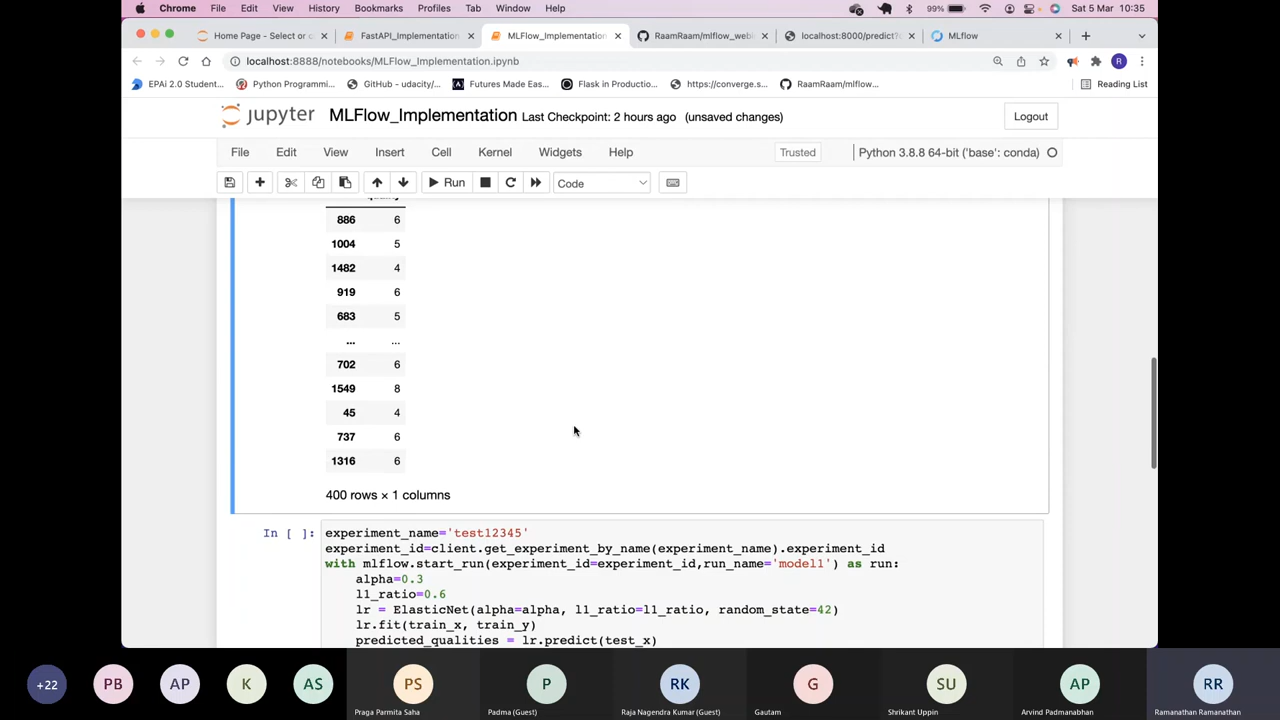 Chrome File Edit View History Bookmarks Profiles Tab Window Help 99% Sat 5 Mar 10:35
Home Page - Select or c FastAPI_Implementation MLFlow_Implementation RaamRaam/mlflow_webi localhost:8000/predict? MLflow
localhost:8888/notebooks/MLFlow_Implementation.ipynb R
EPAi 2.0 Student... Python Programmi... GitHub - udacity/... Futures Made Eas... Flask in Production... https://converge.s... RaamRaam/mlflow... Reading List
jupyter MLFlow_Implementation Last Checkpoint: 2 hours ago (unsaved changes) Logout
File Edit View Insert Cell Kernel Widgets Help Trusted Python 3.8.8 64-bit ('base': conda)
Run Code
886 6
1004 5
1482 4
919 6
683 5
... ...
702 6
1549 8
45 4
737 6
1316 6
400 rows × 1 columns
In [ ]: experiment_name='test12345'
experiment_id=client.get_experiment_by_name(experiment_name).experiment_id
with mlflow.start_run(experiment_id=experiment_id,run_name='model1') as run:
alpha=0.3
l1_ratio=0.6
lr = ElasticNet(alpha=alpha, l1_ratio=l1_ratio, random_state=42)
lr.fit(train_x, train_y)
predicted_qualities = lr.predict(test_x)
+22 PB AP K AS PS P RK G SU AP RR
Praga Parmita Saha Padma (Guest) Raja Nagendra Kumar (Guest) Gautam Shrikant Uppin Arvind Padmanabhan Ramanathan Ramanathan